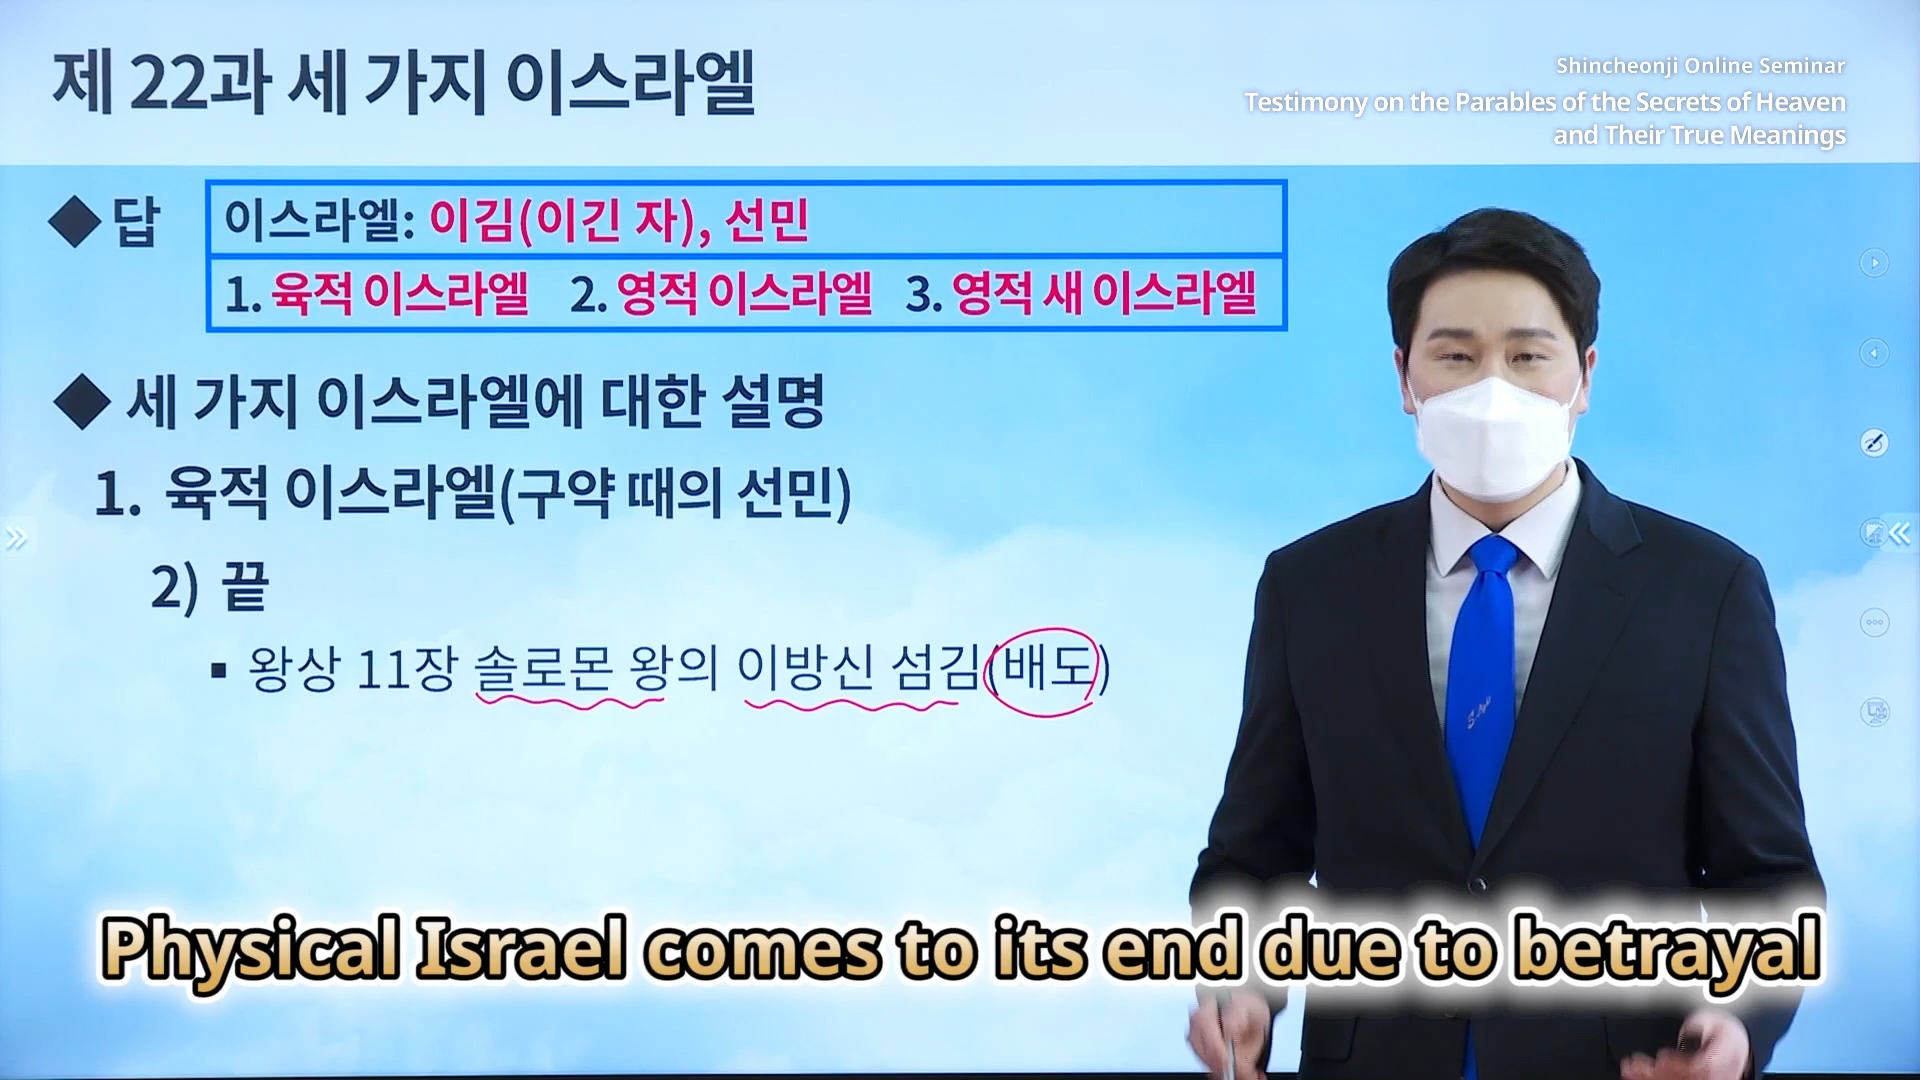 제 22과 세 가지 이스라엘
Shincheonji Online Seminar
Testimony on the Parables of the Secrets of Heaven
and Their True Meanings
◆ 답
이스라엘: 이김(이긴 자), 선민
1. 육적 이스라엘 2. 영적 이스라엘 3. 영적 새 이스라엘
◆ 세 가지 이스라엘에 대한 설명
1. 육적 이스라엘(구약 때의 선민)
2) 끝
▪ 왕상 11장 솔로몬 왕의 이방신 섬김(배도)
Physical Israel comes to its end due to betrayal